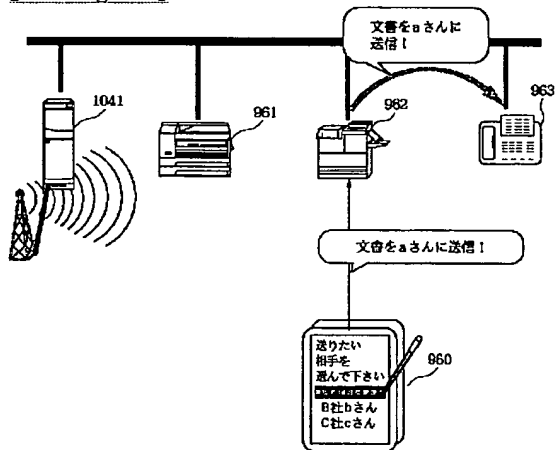 文書をaさんに
送信！
1041
961
962
963
文書をaさんに送信！
送りたい
相手を
選んで下さい
B社bさん
C社cさん
960